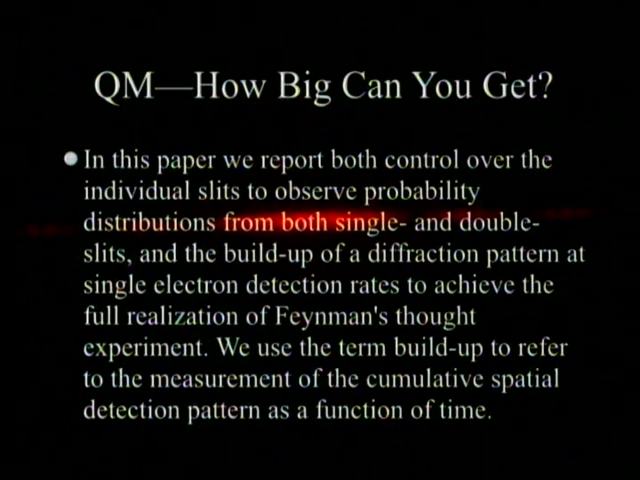 QM—How Big Can You Get?
In this paper we report both control over the
individual slits to observe probability
distributions from both single- and double-
slits, and the build-up of a diffraction pattern at
single electron detection rates to achieve the
full realization of Feynman's thought
experiment. We use the term build-up to refer
to the measurement of the cumulative spatial
detection pattern as a function of time.